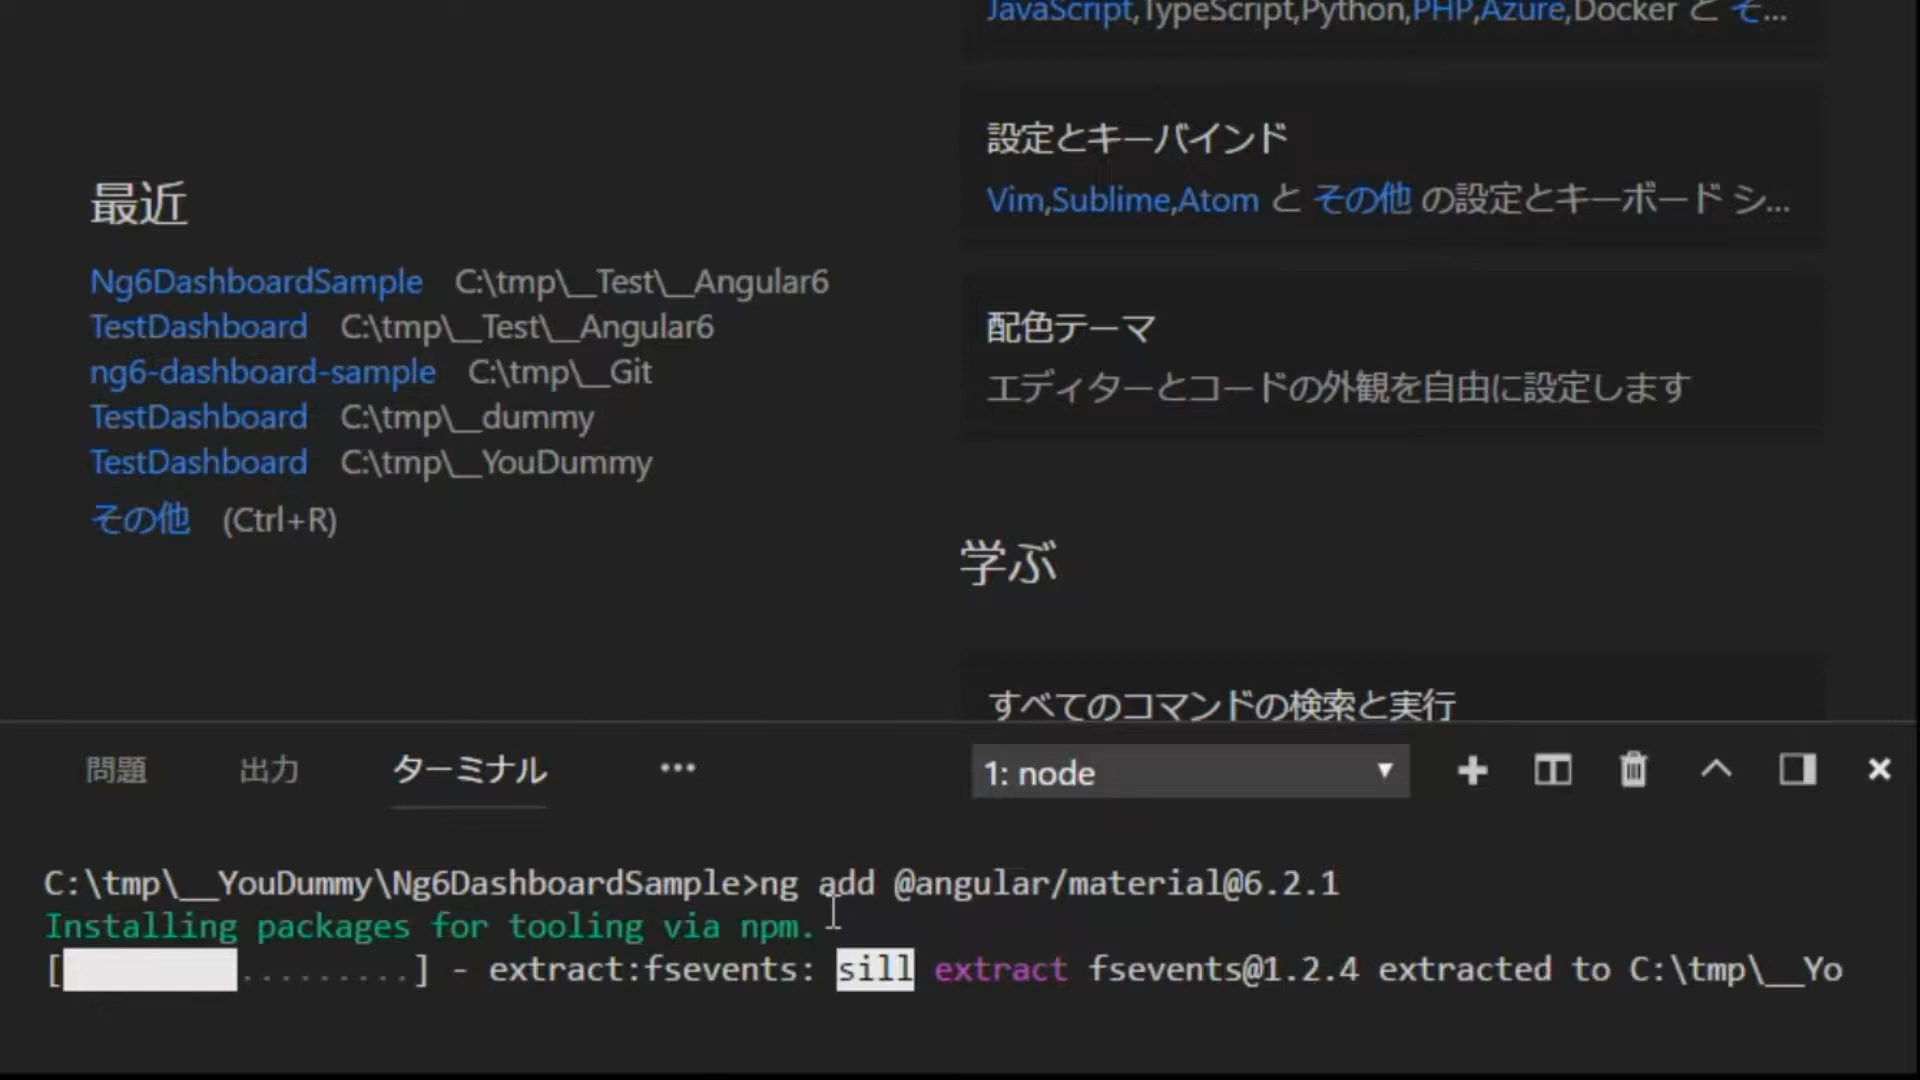 JavaScript,TypeScript,Python,PHP,Azure,Docker と そ...
設定とキーバインド
Vim,Sublime,Atom と その他 の設定とキーボード シ...
最近
Ng6DashboardSample C:\tmp\__Test\__Angular6
TestDashboard C:\tmp\__Test\__Angular6
ng6-dashboard-sample C:\tmp\__Git
TestDashboard C:\tmp\__dummy
TestDashboard C:\tmp\__YouDummy
その他 (Ctrl+R)
配色テーマ
エディターとコードの外観を自由に設定します
学ぶ
すべてのコマンドの検索と実行
問題 出力 ターミナル ... 1: node
C:\tmp\__YouDummy\Ng6DashboardSample>ng add @angular/material@6.2.1
Installing packages for tooling via npm.
[ .........] - extract:fsevents: sill extract fsevents@1.2.4 extracted to C:\tmp\__Yo